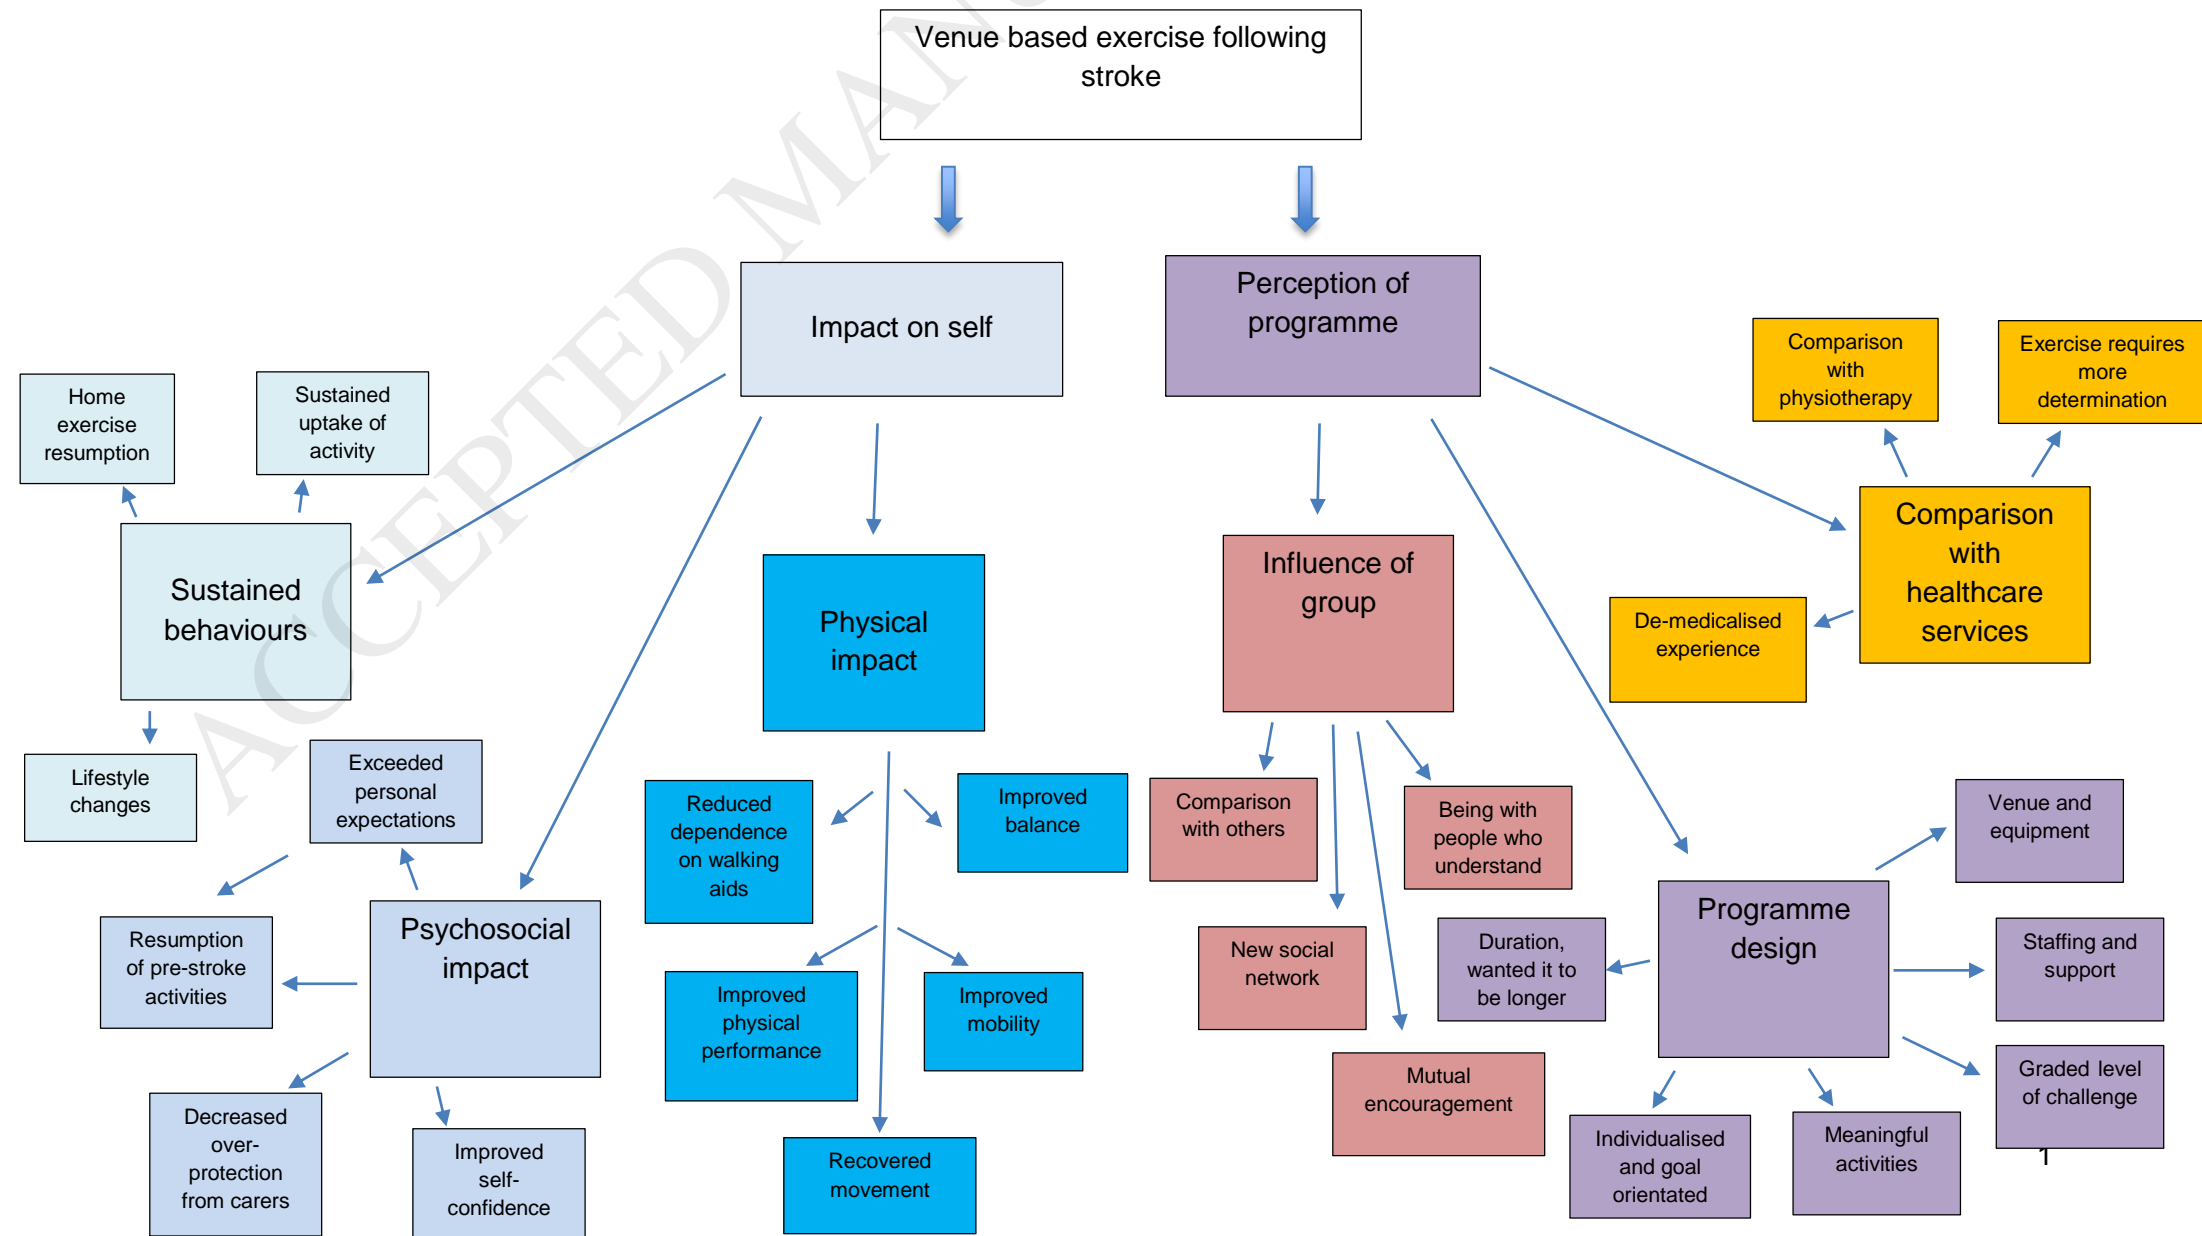 Venue based exercise following
stroke
Impact on self
Perception of
programme
Comparison
with
physiotherapy
Exercise requires
more
determination
Home
exercise
resumption
Sustained
uptake of
activity
Sustained
behaviours
Physical
impact
Influence of
group
Comparison
with
healthcare
services
De-medicalised
experience
Lifestyle
changes
Exceeded
personal
expectations
Reduced
dependence
on walking
aids
Improved
balance
Comparison
with others
Being with
people who
understand
Venue and
equipment
Resumption
of pre-stroke
activities
Psychosocial
impact
Improved
physical
performance
Improved
mobility
New social
network
Duration,
wanted it to
be longer
Programme
design
Staffing and
support
Mutual
encouragement
Graded level
of challenge
Decreased
over-
protection
from carers
Improved
self-
confidence
Recovered
movement
Individualised
and goal
orientated
Meaningful
activities
1
ACCEPTED MAN